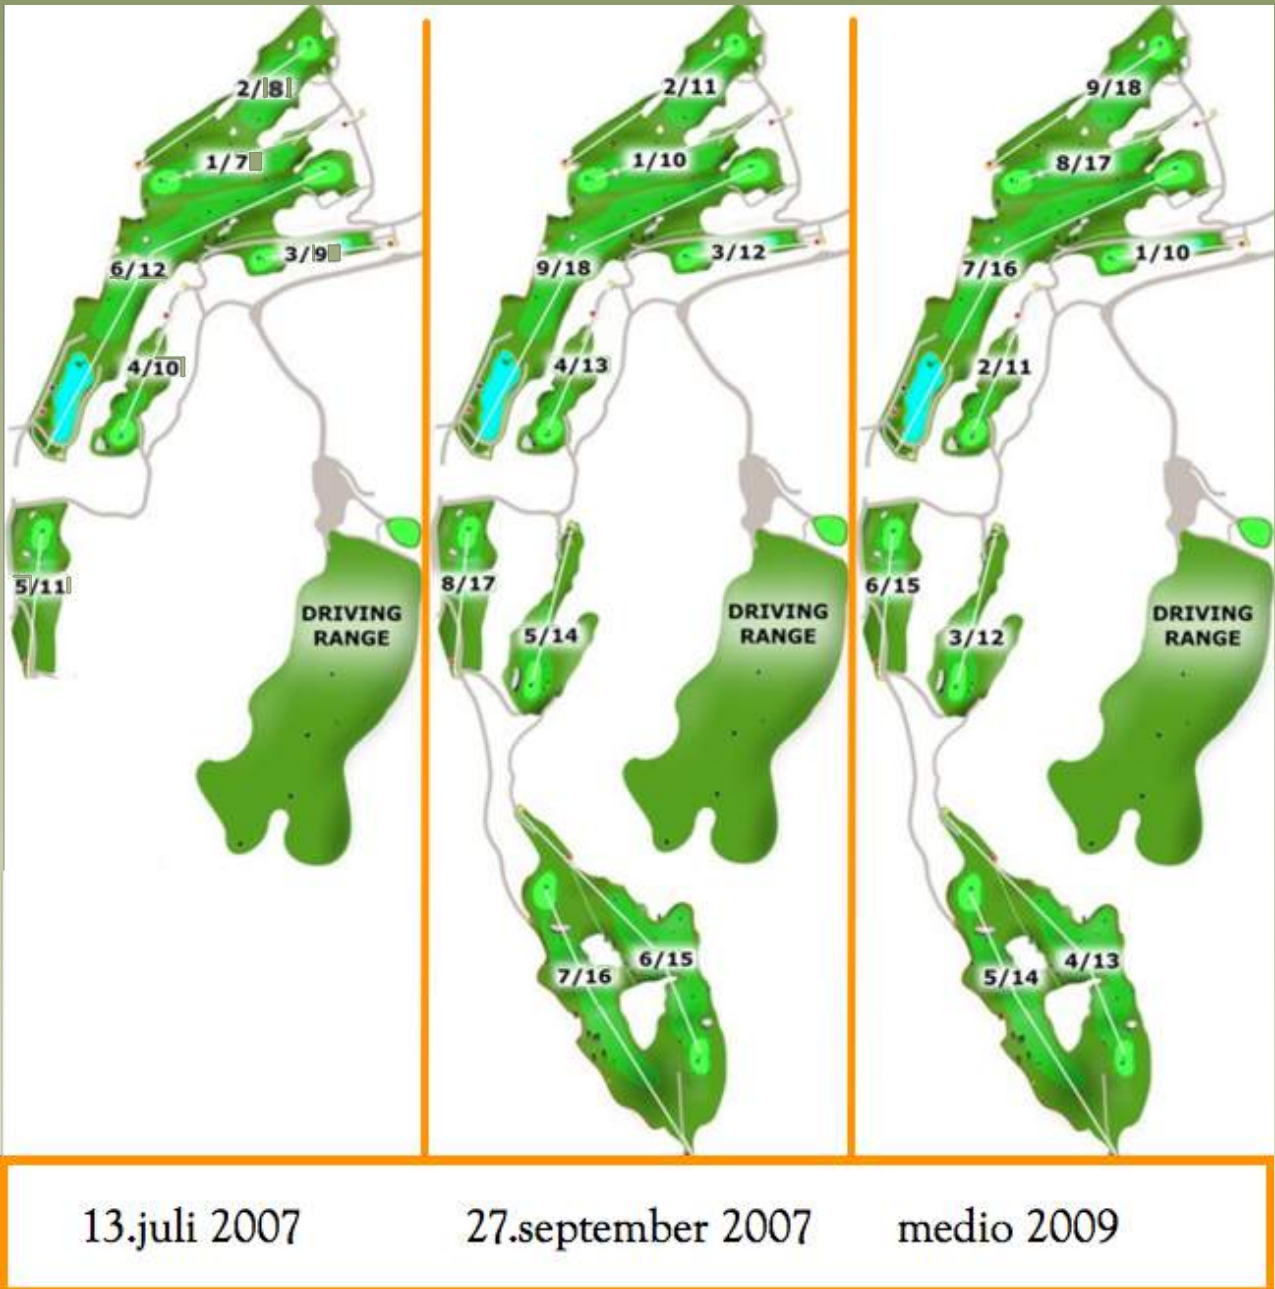 2/8
1/7
3/9
6/12
4/10
5/11
DRIVING
RANGE
2/11
1/10
3/12
9/18
4/13
8/17
5/14
DRIVING
RANGE
6/15
7/16
9/18
8/17
1/10
7/16
2/11
6/15
3/12
DRIVING
RANGE
4/13
5/14
13.juli 2007
27.september 2007
medio 2009